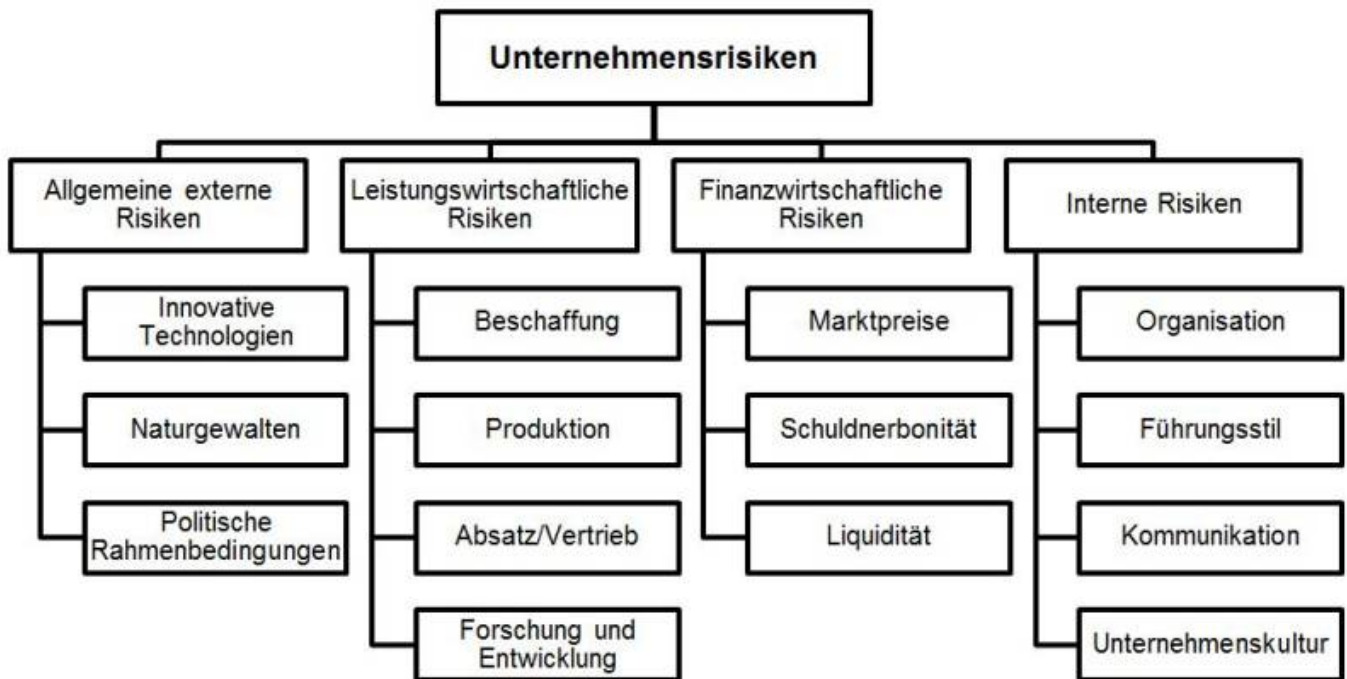 Unternehmensrisiken
Allgemeine externe
Risiken
Leistungswirtschaftliche
Risiken
Finanzwirtschaftliche
Risiken
Interne Risiken
Innovative
Technologien
Beschaffung
Marktpreise
Organisation
Naturgewalten
Produktion
Schuldnerbonität
Führungsstil
Politische
Rahmenbedingungen
Absatz/Vertrieb
Liquidität
Kommunikation
Forschung und
Entwicklung
Unternehmenskultur